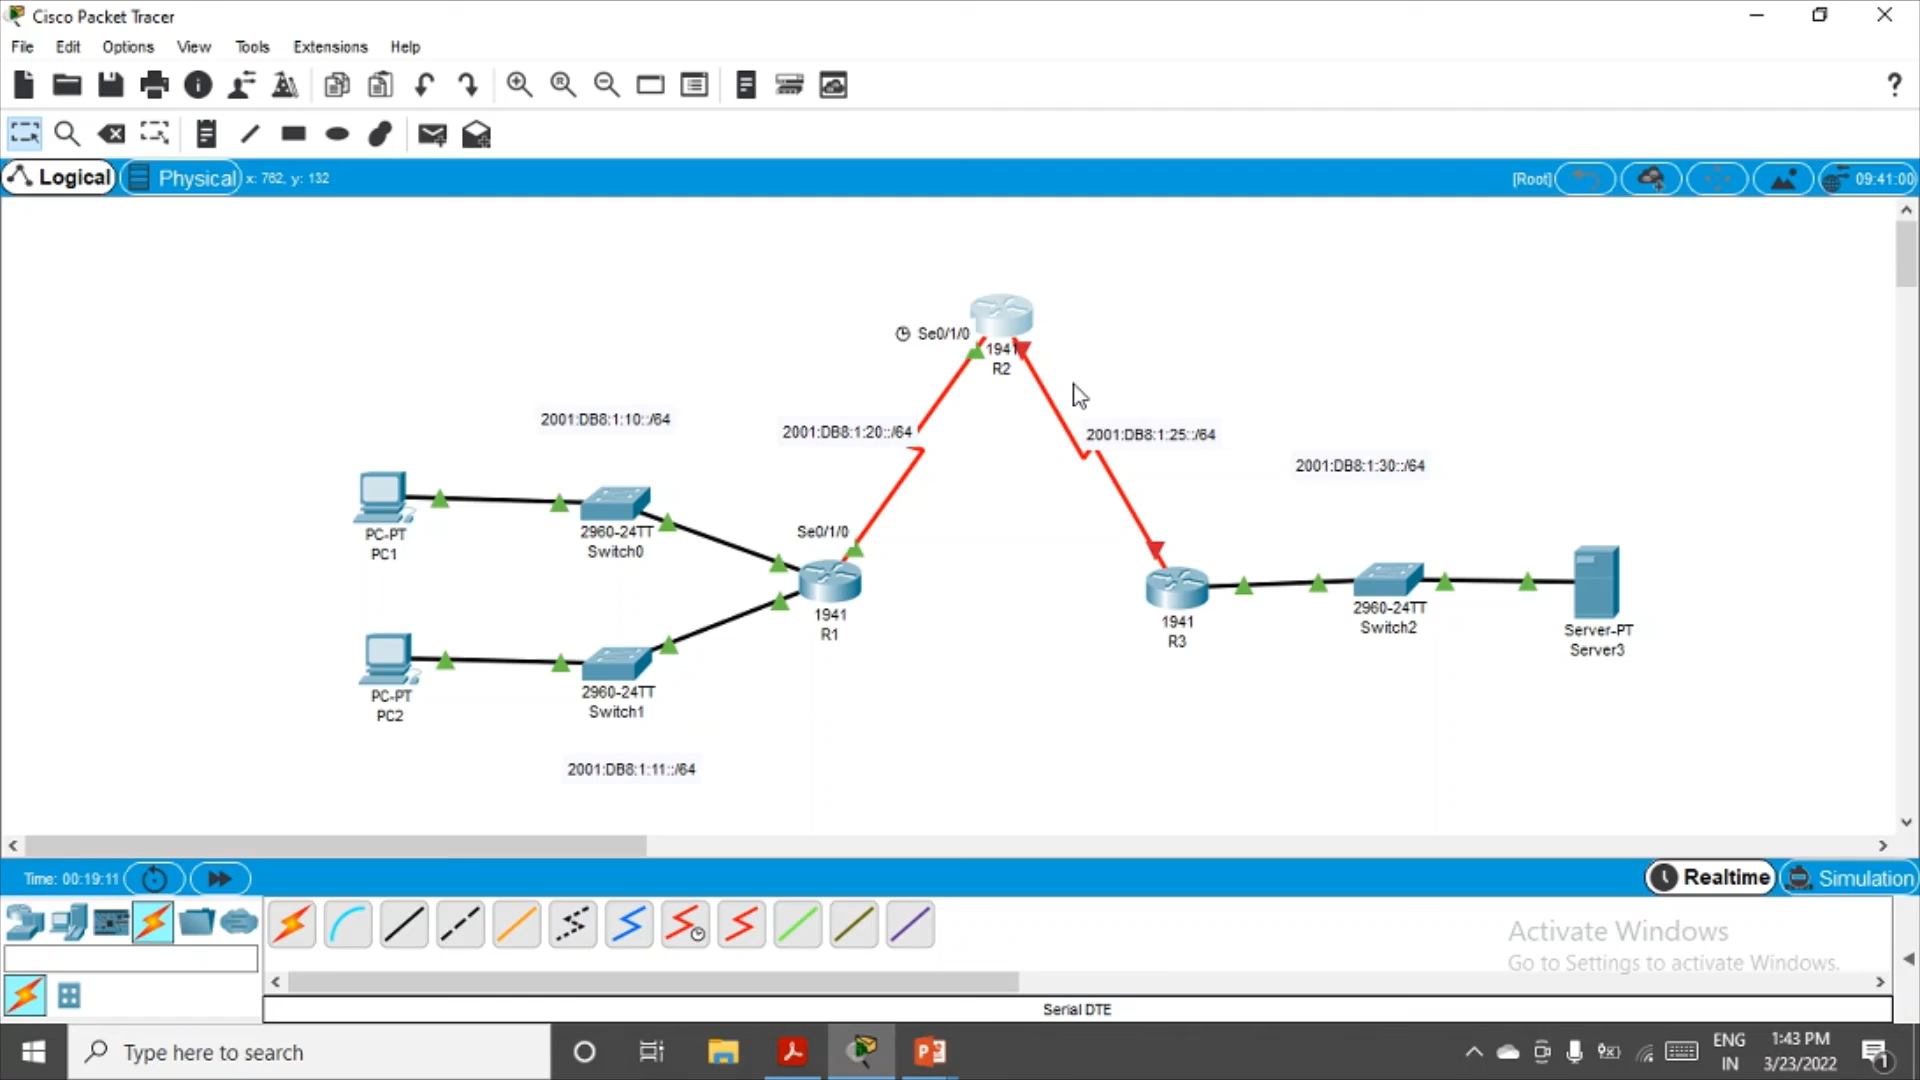 Cisco Packet Tracer
File Edit Options View Tools Extensions Help
Logical Physical x: 762, y: 132 [Root] 09:41:00
Se0/1/0
1941
R2
2001:DB8:1:10::/64
2001:DB8:1:20::/64
2001:DB8:1:25::/64
2001:DB8:1:30::/64
Se0/1/0
PC-PT
PC1
2960-24TT
Switch0
1941
R1
1941
R3
2960-24TT
Switch2
Server-PT
Server3
PC-PT
PC2
2960-24TT
Switch1
2001:DB8:1:11::/64
Time: 00:19:11 Realtime Simulation
Activate Windows
Go to Settings to activate Windows.
Serial DTE
Type here to search
ENG
IN
1:43 PM
3/23/2022
1